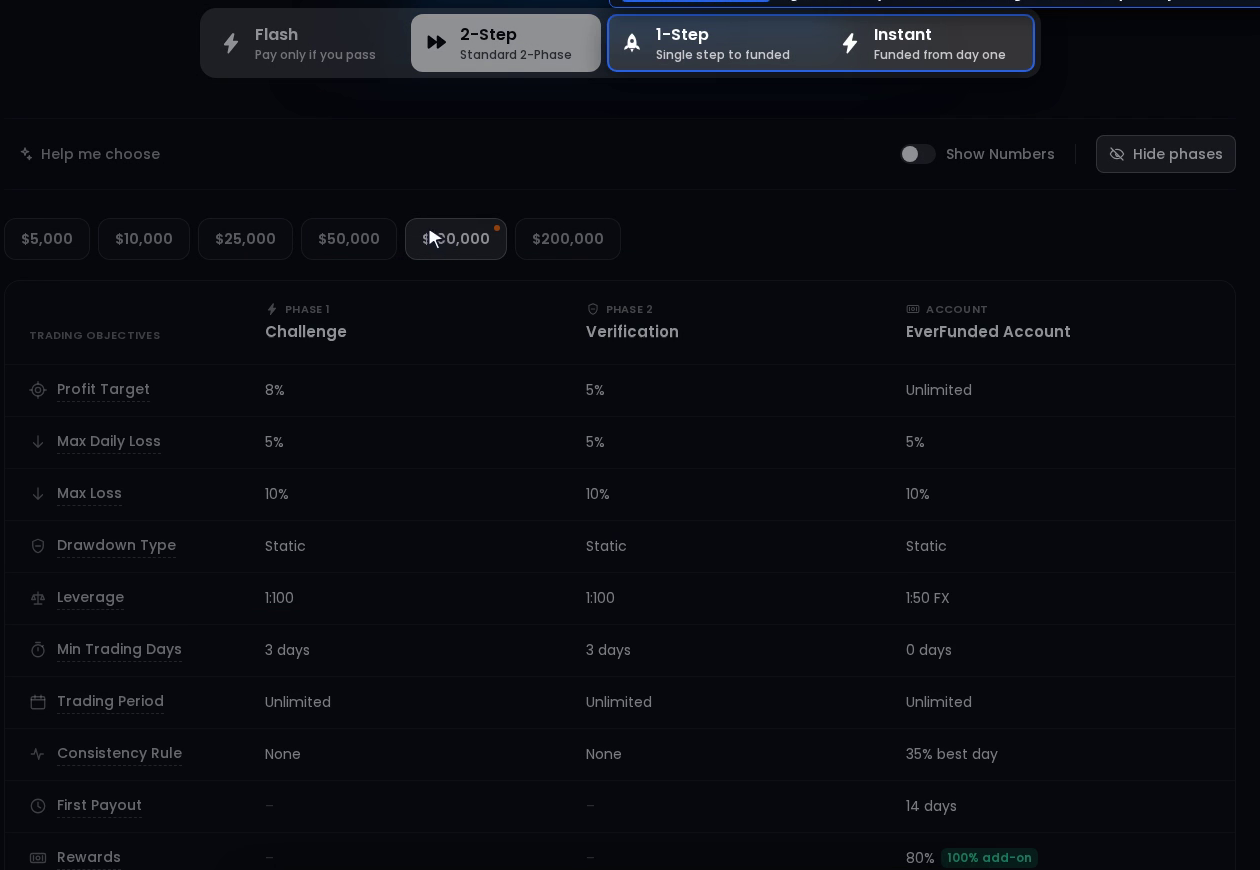 Flash
Pay only if you pass
2-Step
Standard 2-Phase
1-Step
Single step to funded
Instant
Funded from day one
Help me choose
Show Numbers
Hide phases
$5,000
$10,000
$25,000
$50,000
$200,000
TRADING OBJECTIVES
PHASE 1
Challenge
PHASE 2
Verification
ACCOUNT
EverFunded Account
Profit Target 8% 5% Unlimited
Max Daily Loss 5% 5% 5%
Max Loss 10% 10% 10%
Drawdown Type Static Static Static
Leverage 1:100 1:100 1:50 FX
Min Trading Days 3 days 3 days 0 days
Trading Period Unlimited Unlimited Unlimited
Consistency Rule None None 35% best day
First Payout – – 14 days
Rewards – – 80% 100% add-on